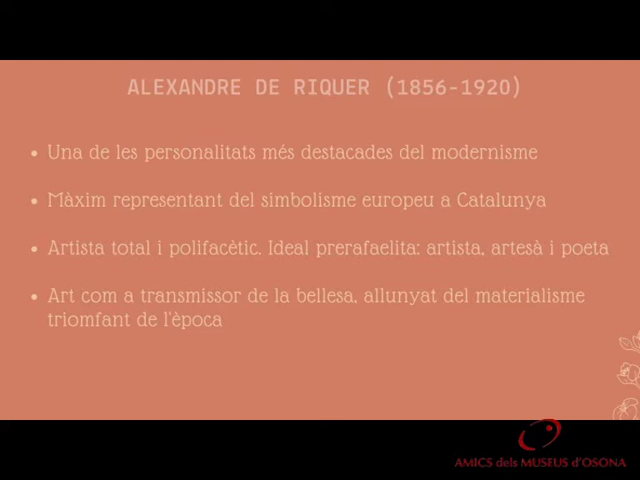 ALEXANDRE DE RIQUER (1856-1920)
• Una de les personalitats més destacades del modernisme
• Màxim representant del simbolisme europeu a Catalunya
• Artista total i polifacètic. Ideal prerafaelita: artista, artesà i poeta
• Art com a transmissor de la bellesa, allunyat del materialisme
triomfant de l'època
AMICS dels MUSEUS d'OSONA